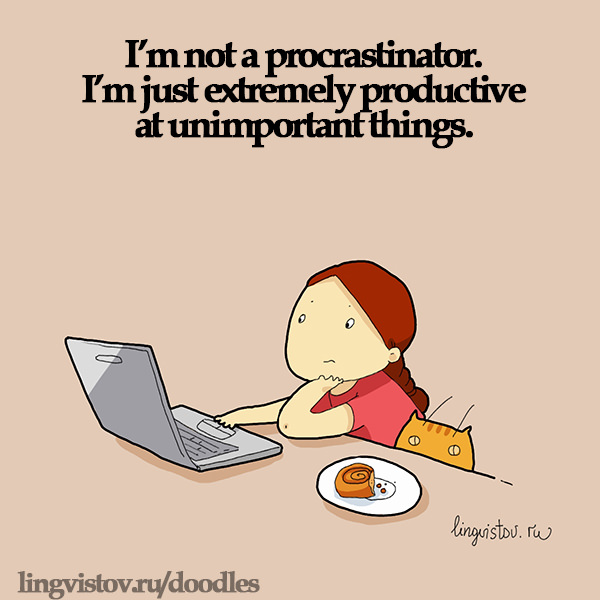 I'm not a procrastinator.
I'm just extremely productive
at unimportant things.
lingvistov.ru
lingvistov.ru/doodles